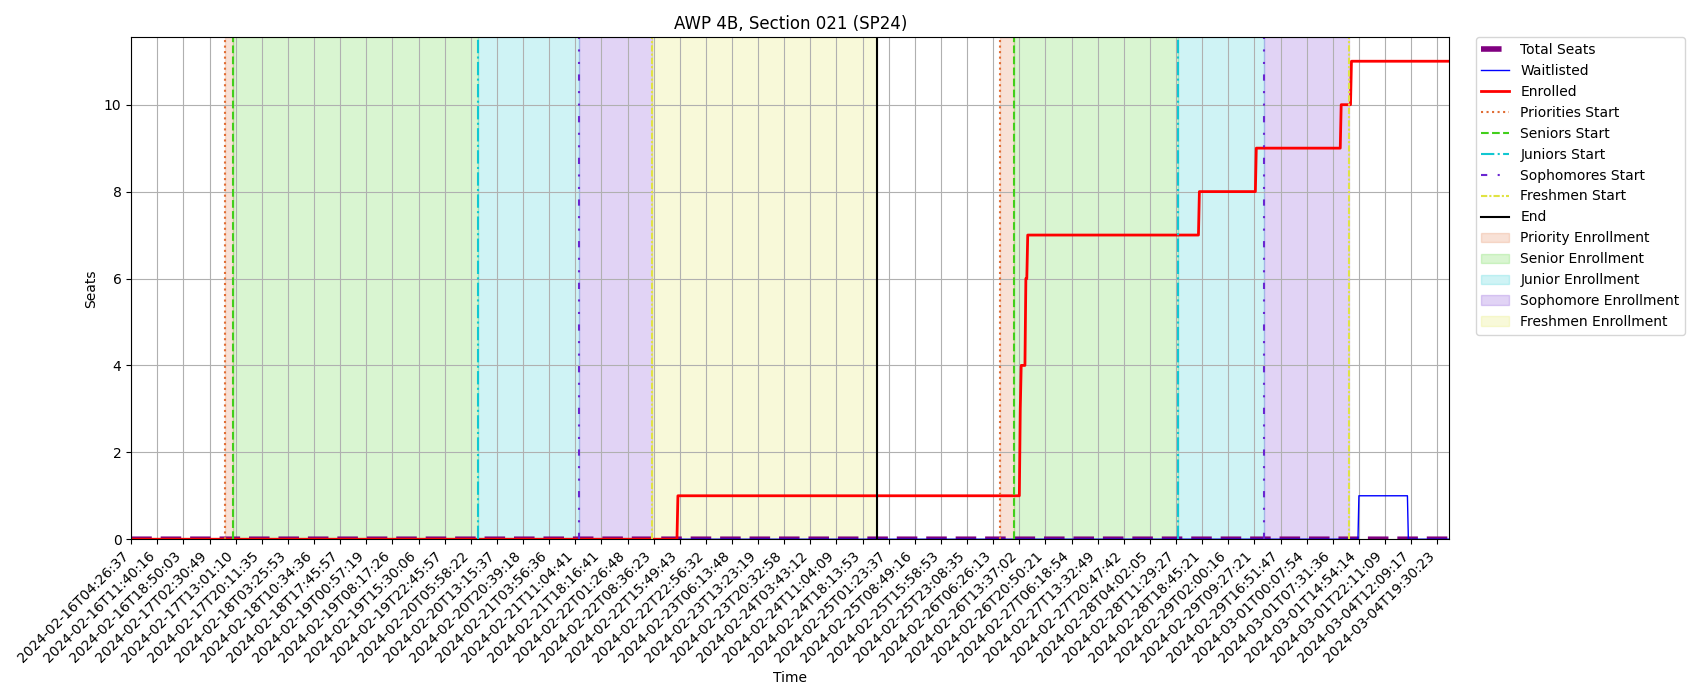 AWP 4B, Section 021 (SP24)
Total Seats
Waitlisted
Enrolled
Priorities Start
Seniors Start
Juniors Start
Sophomores Start
Freshmen Start
End
Priority Enrollment
Senior Enrollment
Junior Enrollment
Sophomore Enrollment
Freshmen Enrollment
Seats
10
8
6
4
2
0
2024-02-16T04:26:37
2024-02-16T11:40:16
2024-02-16T18:50:03
2024-02-17T02:30:49
2024-02-17T13:01:10
2024-02-17T20:11:35
2024-02-18T03:25:53
2024-02-18T10:34:36
2024-02-18T17:45:57
2024-02-19T00:57:19
2024-02-19T08:17:26
2024-02-19T15:30:06
2024-02-19T22:45:57
2024-02-20T05:58:22
2024-02-20T13:15:37
2024-02-20T20:39:18
2024-02-21T03:56:36
2024-02-21T11:04:41
2024-02-21T18:16:41
2024-02-22T01:26:48
2024-02-22T08:36:23
2024-02-22T15:49:43
2024-02-22T22:56:32
2024-02-23T06:13:48
2024-02-23T13:23:19
2024-02-23T20:32:58
2024-02-24T03:43:12
2024-02-24T11:04:09
2024-02-24T18:13:53
2024-02-25T01:23:37
2024-02-25T08:49:16
2024-02-25T15:58:53
2024-02-25T23:08:35
2024-02-26T06:26:13
2024-02-26T13:37:02
2024-02-26T20:50:21
2024-02-27T06:18:54
2024-02-27T13:32:49
2024-02-27T20:47:42
2024-02-28T04:02:05
2024-02-28T11:29:27
2024-02-28T18:45:21
2024-02-29T02:00:16
2024-02-29T09:27:21
2024-02-29T16:51:47
2024-03-01T00:07:54
2024-03-01T07:31:36
2024-03-01T14:54:14
2024-03-01T22:11:09
2024-03-04T12:09:17
2024-03-04T19:30:23
Time